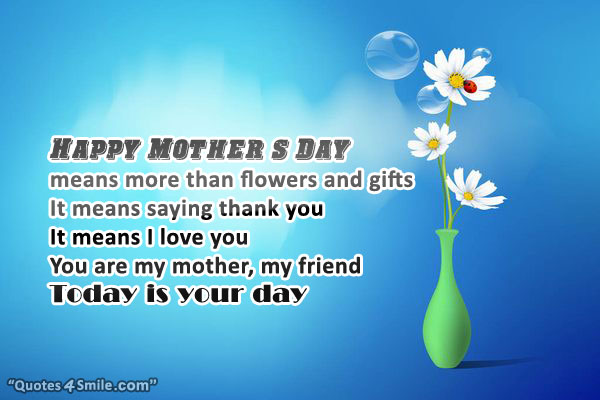 Happy Mother s Day
means more than flowers and gifts
It means saying thank you
It means I love you
You are my mother, my friend
Today is your day
"Quotes 4 Smile.com"